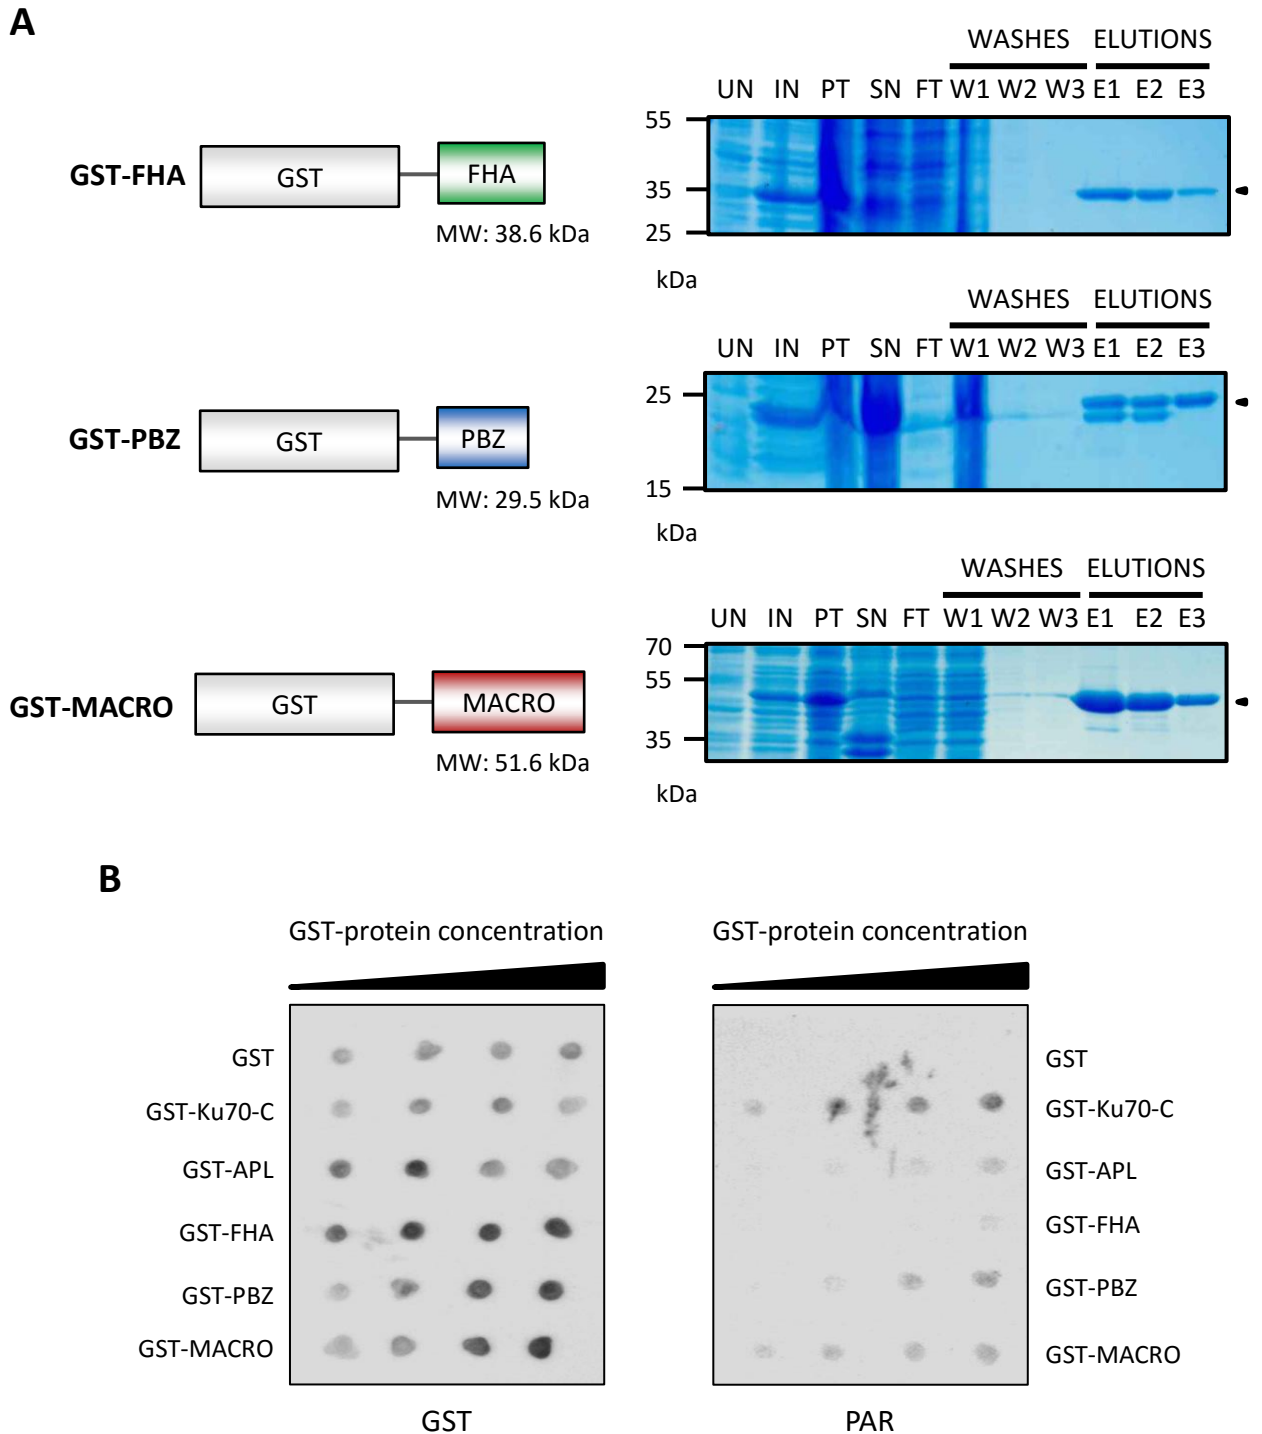 A
WASHES ELUTIONS
UN IN PT SN FT W1 W2 W3 E1 E2 E3
55
GST-FHA GST FHA
35
MW: 38.6 kDa
25
kDa
WASHES ELUTIONS
UN IN PT SN FT W1 W2 W3 E1 E2 E3
25
GST-PBZ GST PBZ
15
MW: 29.5 kDa
kDa
WASHES ELUTIONS
UN IN PT SN FT W1 W2 W3 E1 E2 E3
70
55
GST-MACRO GST MACRO
35
MW: 51.6 kDa
kDa
B
GST-protein concentration GST-protein concentration
GST GST
GST-Ku70-C GST-Ku70-C
GST-APL GST-APL
GST-FHA GST-FHA
GST-PBZ GST-PBZ
GST-MACRO GST-MACRO
GST PAR